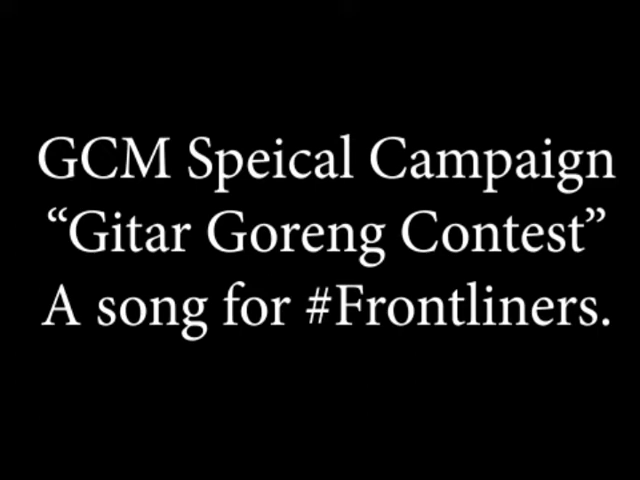 GCM Speical Campaign
“Gitar Goreng Contest”
A song for #Frontliners.